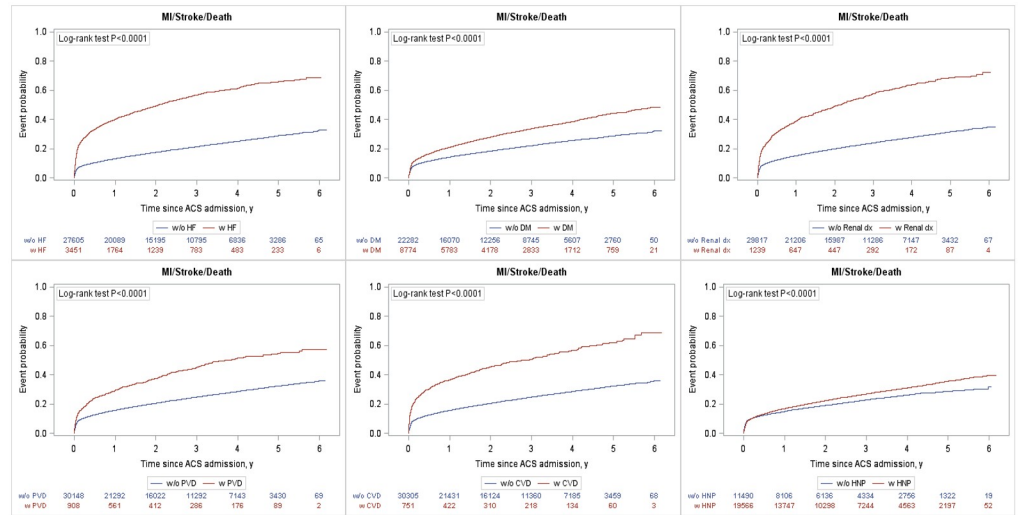 MI/Stroke/Death
Log-rank test P<0.0001
Event probability
1.0
0.8
0.6
0.4
0.2
0.0
0 1 2 3 4 5 6
Time since ACS admission, y
w/o HF w HF
w/o HF 27605 20089 15195 10795 6836 3286 65
w HF 3451 1764 1239 783 483 233 6
MI/Stroke/Death
Log-rank test P<0.0001
Event probability
1.0
0.8
0.6
0.4
0.2
0.0
0 1 2 3 4 5 6
Time since ACS admission, y
w/o DM w DM
w/o DM 22282 16070 12256 8745 5607 2760 50
w DM 8774 5783 4178 2833 1712 759 21
MI/Stroke/Death
Log-rank test P<0.0001
Event probability
1.0
0.8
0.6
0.4
0.2
0.0
0 1 2 3 4 5 6
Time since ACS admission, y
w/o Renal dx w Renal dx
w/o Renal dx 29817 21206 15987 11286 7147 3432 67
w Renal dx 1239 647 447 292 172 87 4
MI/Stroke/Death
Log-rank test P<0.0001
Event probability
1.0
0.8
0.6
0.4
0.2
0.0
0 1 2 3 4 5 6
Time since ACS admission, y
w/o PVD w PVD
w/o PVD 30148 21292 16022 11292 7143 3430 69
w PVD 908 561 412 286 176 89 2
MI/Stroke/Death
Log-rank test P<0.0001
Event probability
1.0
0.8
0.6
0.4
0.2
0.0
0 1 2 3 4 5 6
Time since ACS admission, y
w/o CVD w CVD
w/o CVD 30305 21431 16124 11360 7185 3459 68
w CVD 751 422 310 218 134 60 3
MI/Stroke/Death
Log-rank test P<0.0001
Event probability
1.0
0.8
0.6
0.4
0.2
0.0
0 1 2 3 4 5 6
Time since ACS admission, y
w/o HNP w HNP
w/o HNP 11490 8106 6136 4334 2756 1322 19
w HNP 19566 13747 10298 7244 4563 2197 52